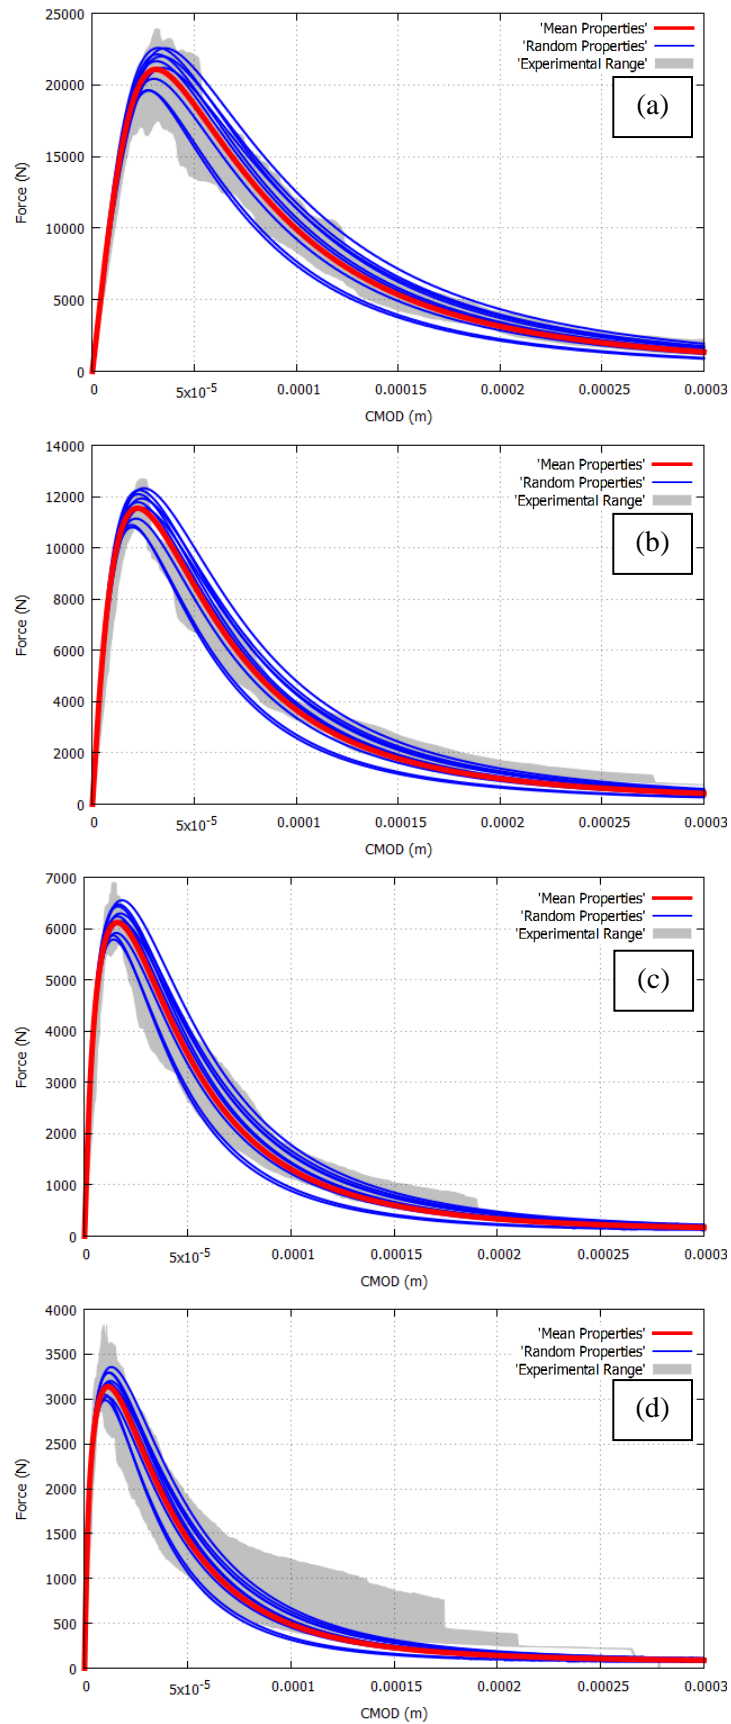 25000
'Mean Properties'
'Random Properties'
'Experimental Range'
20000
(a)
15000
Force (N)
10000
5000
0
0 5x10-5 0.0001 0.00015 0.0002 0.00025 0.0003
CMOD (m)
14000
'Mean Properties'
'Random Properties'
12000
'Experimental Range'
(b)
10000
8000
Force (N)
6000
4000
2000
0
0 5x10-5 0.0001 0.00015 0.0002 0.00025 0.0003
CMOD (m)
7000
'Mean Properties'
'Random Properties'
6000
'Experimental Range'
(c)
5000
4000
Force (N)
3000
2000
1000
0
0 5x10-5 0.0001 0.00015 0.0002 0.00025 0.0003
CMOD (m)
4000
'Mean Properties'
'Random Properties'
3500
'Experimental Range'
3000
(d)
2500
2000
Force (N)
1500
1000
500
0
0 5x10-5 0.0001 0.00015 0.0002 0.00025 0.0003
CMOD (m)